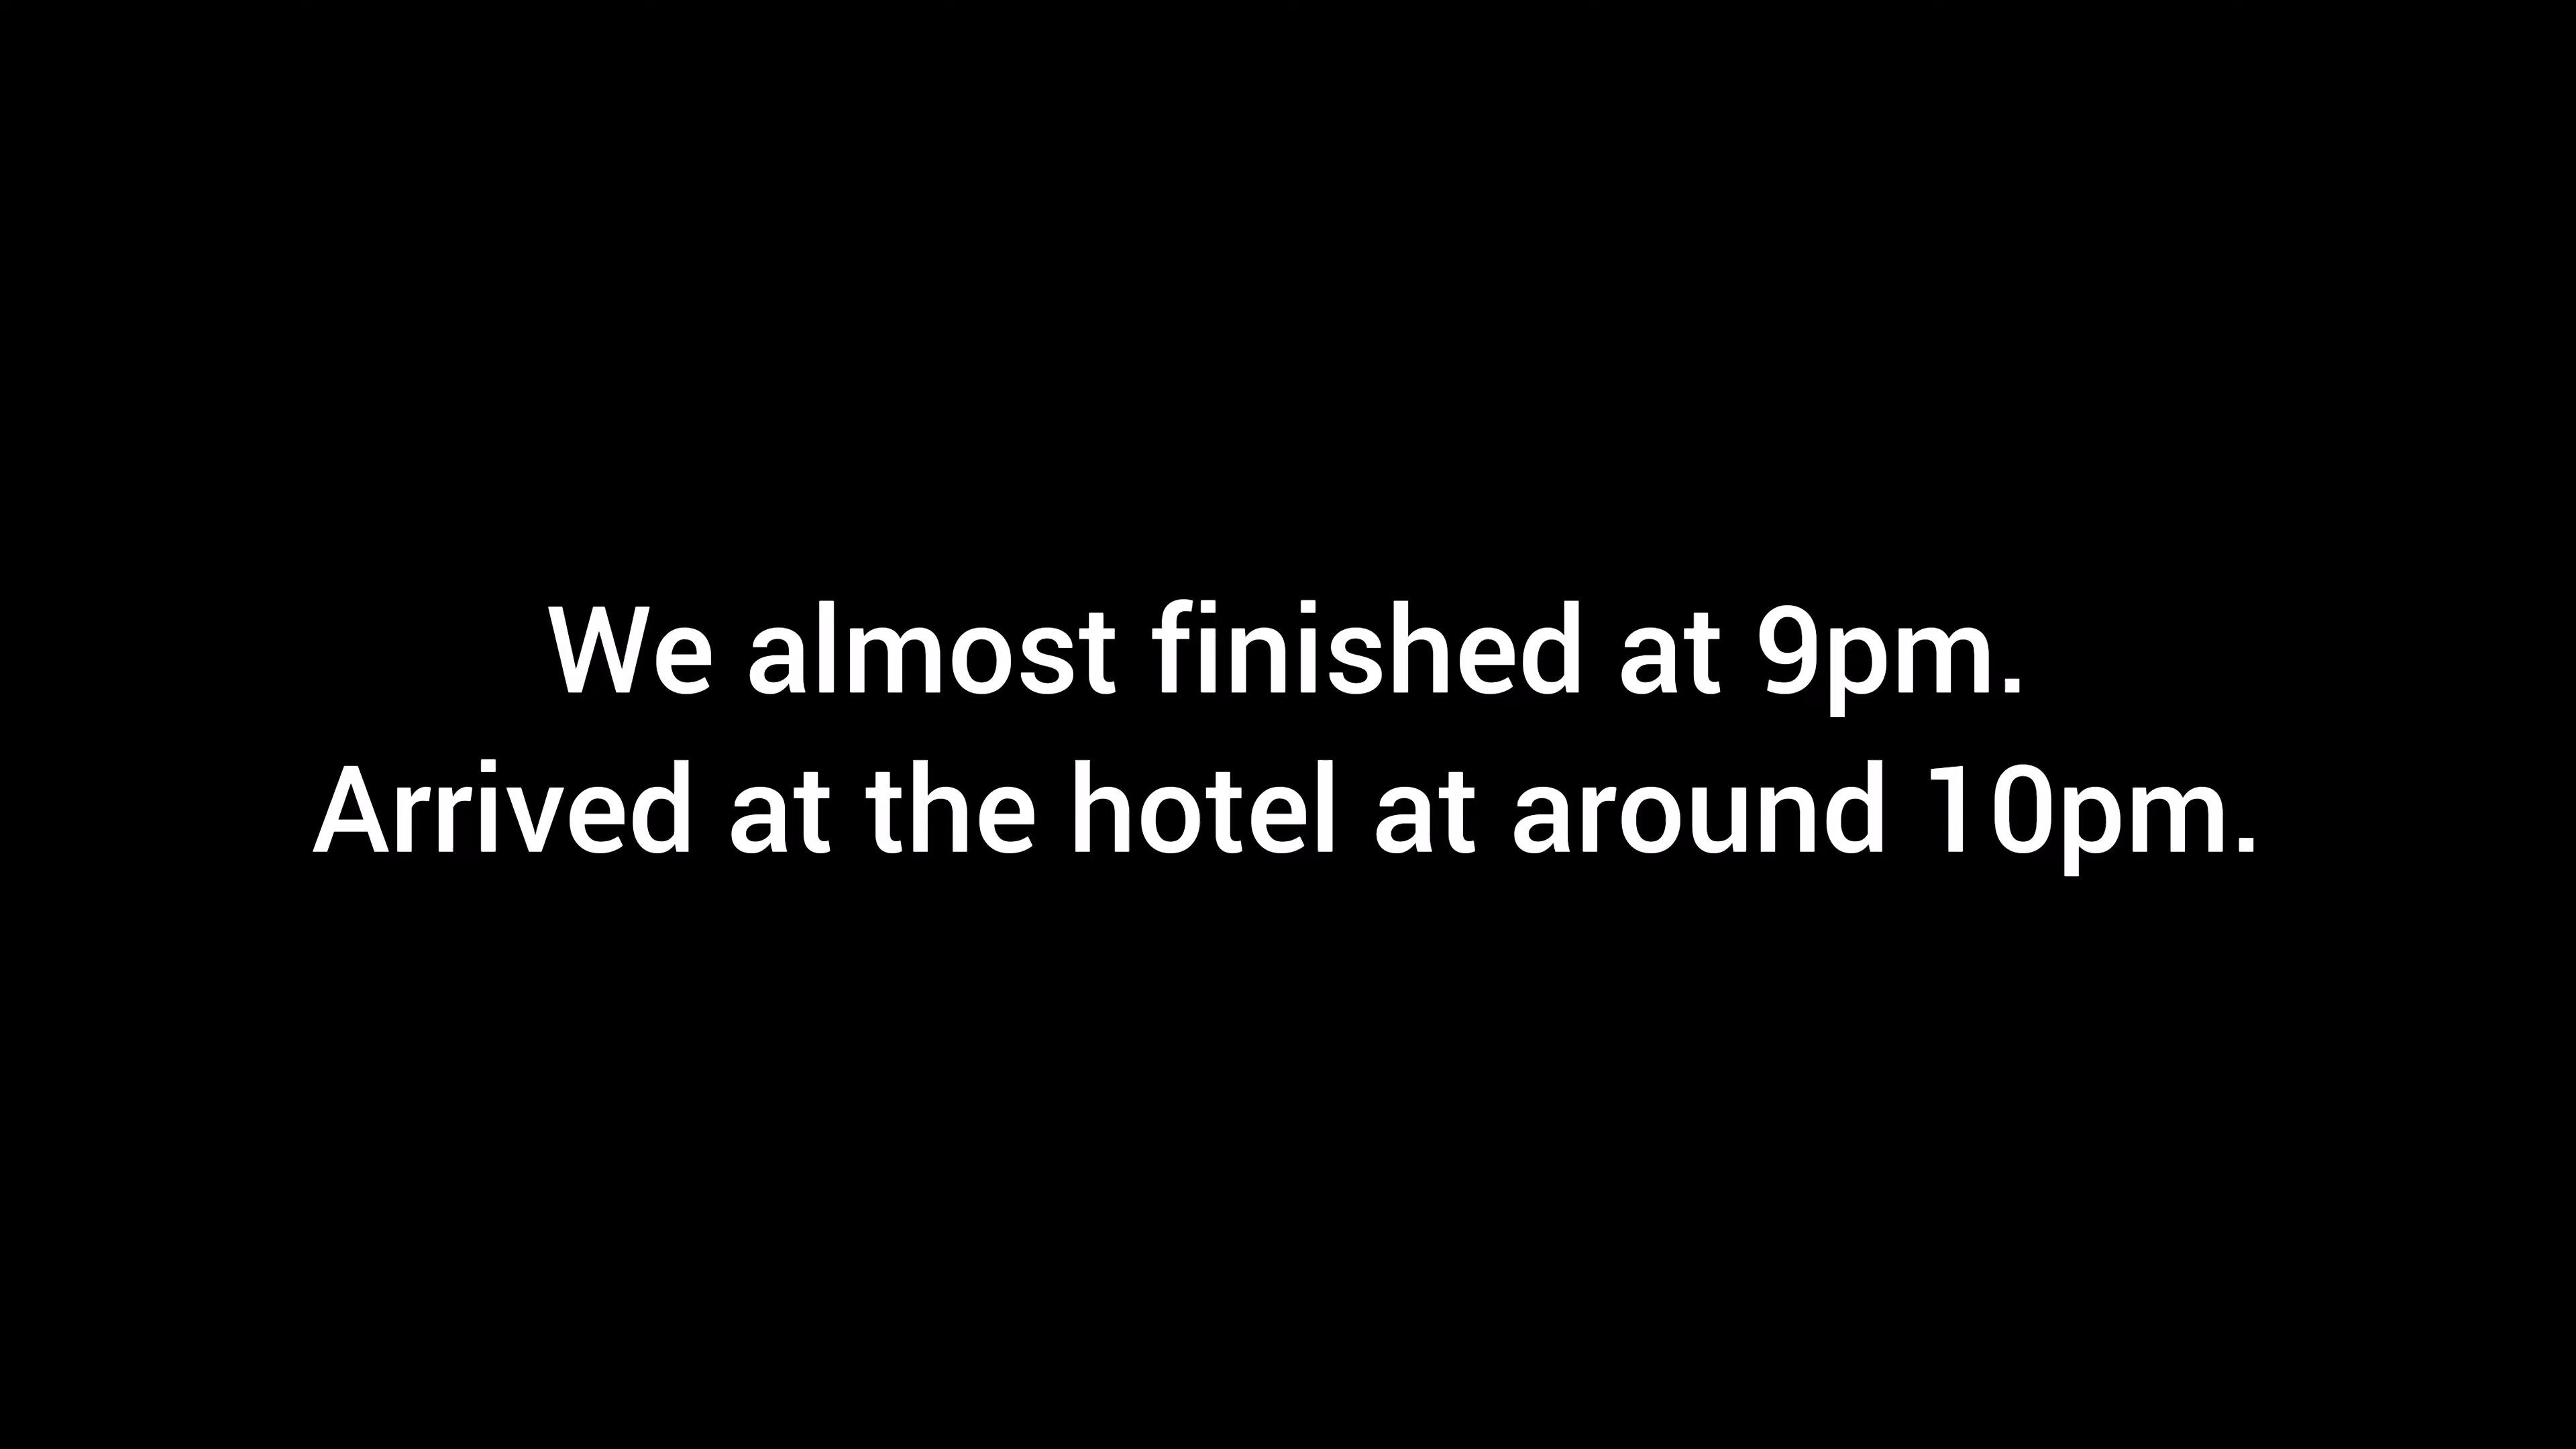 We almost finished at 9pm.
Arrived at the hotel at around 10pm.